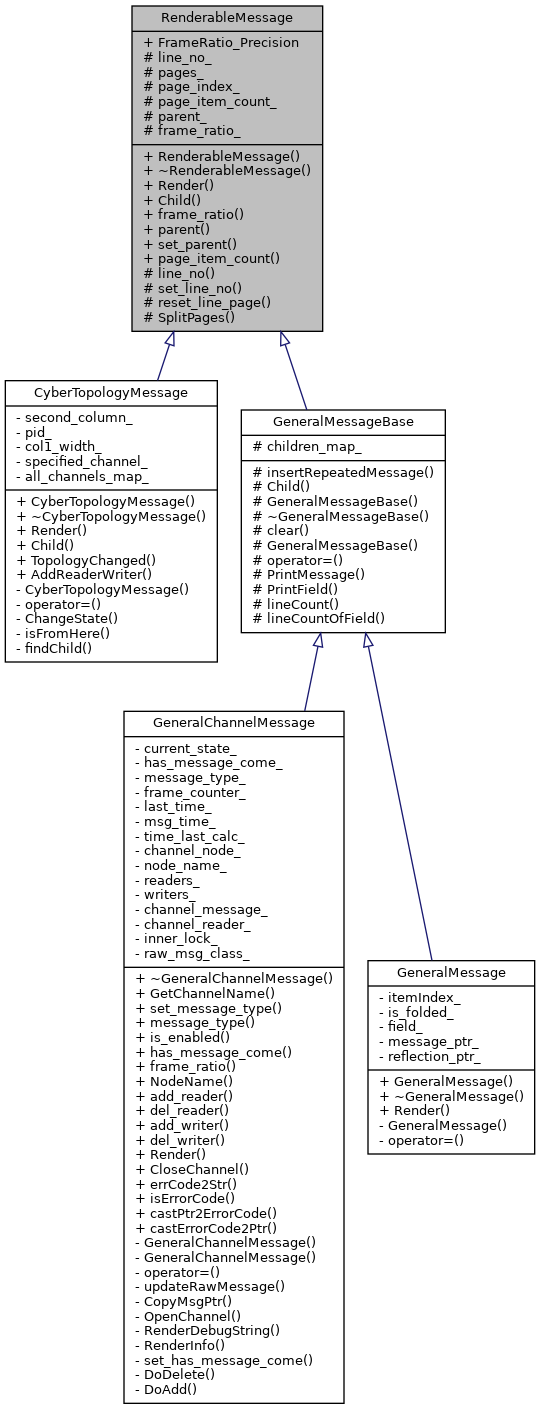 RenderableMessage
+ FrameRatio_Precision
# line_no_
# pages_
# page_index_
# page_item_count_
# parent_
# frame_ratio_
+ RenderableMessage()
+ ~RenderableMessage()
+ Render()
+ Child()
+ frame_ratio()
+ parent()
+ set_parent()
+ page_item_count()
# line_no()
# set_line_no()
# reset_line_page()
# SplitPages()
CyberTopologyMessage
- second_column_
- pid_
- col1_width_
- specified_channel_
- all_channels_map_
+ CyberTopologyMessage()
+ ~CyberTopologyMessage()
+ Render()
+ Child()
+ TopologyChanged()
+ AddReaderWriter()
- CyberTopologyMessage()
- operator=()
- ChangeState()
- isFromHere()
- findChild()
GeneralMessageBase
# children_map_
# insertRepeatedMessage()
# Child()
# GeneralMessageBase()
# ~GeneralMessageBase()
# clear()
# GeneralMessageBase()
# operator=()
# PrintMessage()
# PrintField()
# lineCount()
# lineCountOfField()
GeneralChannelMessage
- current_state_
- has_message_come_
- message_type_
- frame_counter_
- last_time_
- msg_time_
- time_last_calc_
- channel_node_
- node_name_
- readers_
- writers_
- channel_message_
- channel_reader_
- inner_lock_
- raw_msg_class_
+ ~GeneralChannelMessage()
+ GetChannelName()
+ set_message_type()
+ message_type()
+ is_enabled()
+ has_message_come()
+ frame_ratio()
+ NodeName()
+ add_reader()
+ del_reader()
+ add_writer()
+ del_writer()
+ Render()
+ CloseChannel()
+ errCode2Str()
+ isErrorCode()
+ castPtr2ErrorCode()
+ castErrorCode2Ptr()
- GeneralChannelMessage()
- GeneralChannelMessage()
- operator=()
- updateRawMessage()
- CopyMsgPtr()
- OpenChannel()
- RenderDebugString()
- RenderInfo()
- set_has_message_come()
- DoDelete()
- DoAdd()
GeneralMessage
- itemIndex_
- is_folded_
- field_
- message_ptr_
- reflection_ptr_
+ GeneralMessage()
+ ~GeneralMessage()
+ Render()
- GeneralMessage()
- operator=()